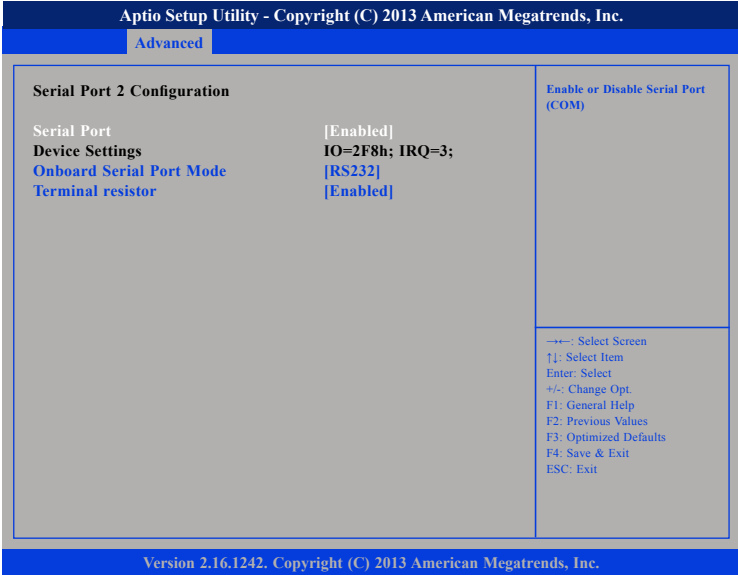 Aptio Setup Utility - Copyright (C) 2013 American Megatrends, Inc.
Advanced
Serial Port 2 Configuration
Serial Port [Enabled]
Device Settings IO=2F8h; IRQ=3;
Onboard Serial Port Mode [RS232]
Terminal resistor [Enabled]
Enable or Disable Serial Port
(COM)
→←: Select Screen
↑↓: Select Item
Enter: Select
+/-: Change Opt.
F1: General Help
F2: Previous Values
F3: Optimized Defaults
F4: Save & Exit
ESC: Exit
Version 2.16.1242. Copyright (C) 2013 American Megatrends, Inc.